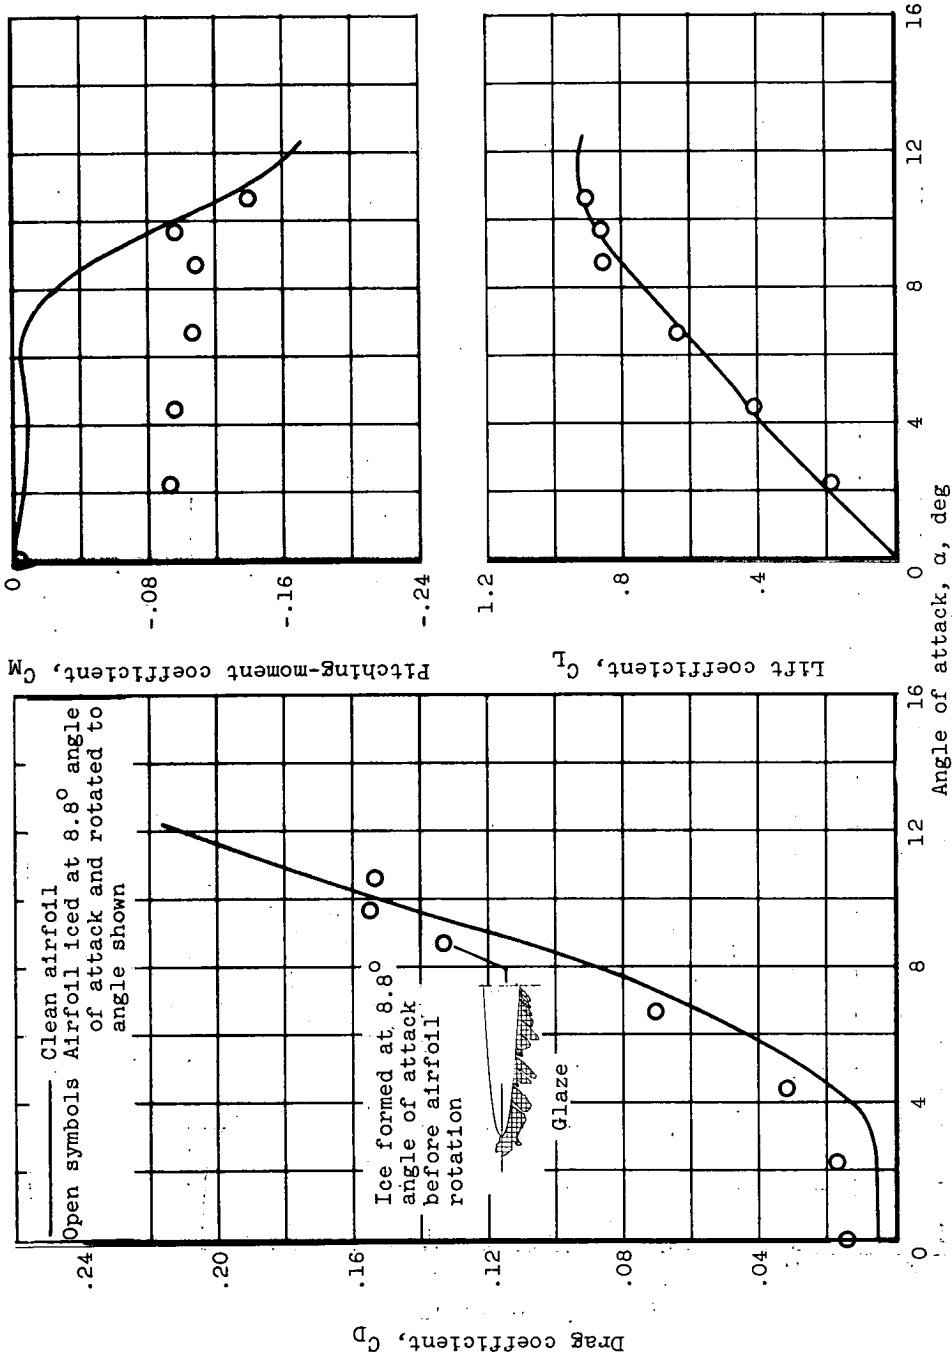 Clean airfoil
Open symbols Airfoil iced at 8.8° angle
of attack and rotated to
angle shown
Ice formed at 8.8°
angle of attack
before airfoil
rotation
Glaze
Drag coefficient, C_D
.24
.20
.16
.12
.08
.04
0
4
8
12
16
Pitching-moment coefficient, C_M
0
-.08
-.16
-.24
Lift coefficient, C_L
1.2
.8
.4
0
4
8
12
16
Angle of attack, α, deg